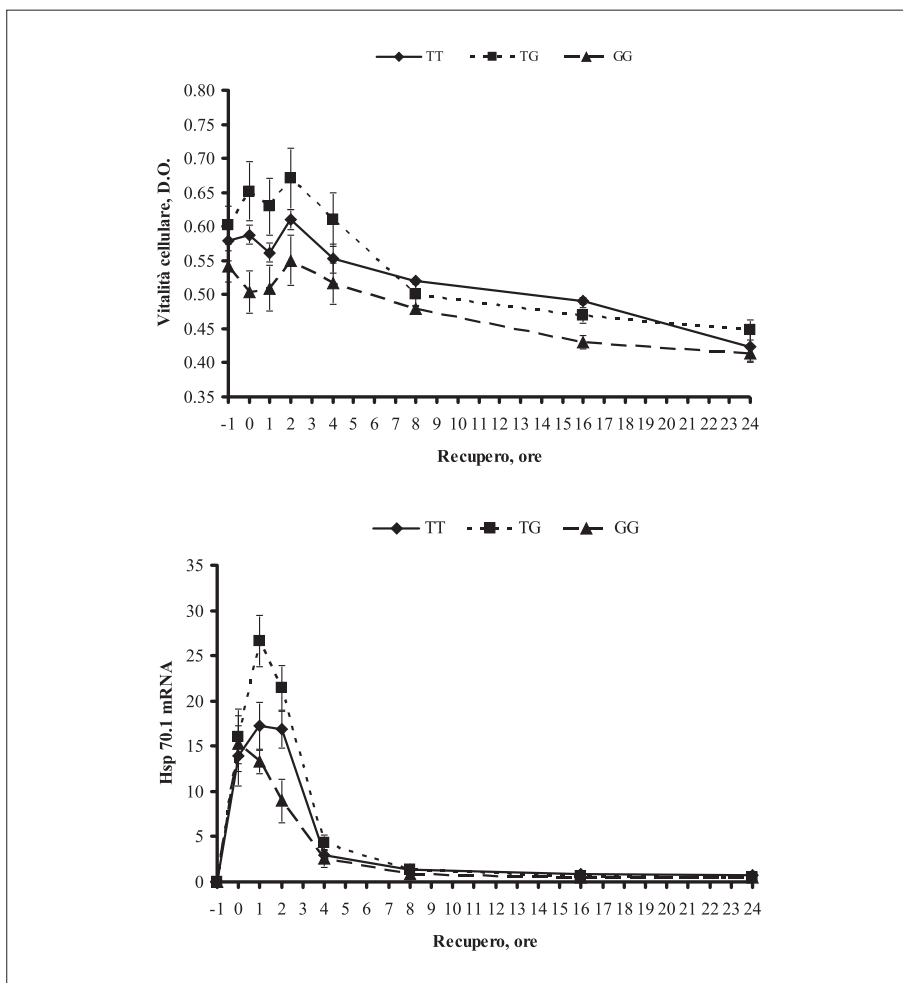 TT TG GG
0.80
0.75
0.70
0.65
0.60
0.55
0.50
0.45
0.40
0.35
Vitalità cellulare, D.O.
-1 0 1 2 3 4 6 7 8 9 10 11 12 13 14 15 16 17 18 19 20 21 22 23 24
Recupero, ore
TT TG GG
35
30
25
20
15
10
5
0
Hsp 70.1 mRNA
-1 0 1 2 4 6 7 8 9 10 11 12 13 14 15 16 17 18 19 20 21 22 23 24
Recupero, ore